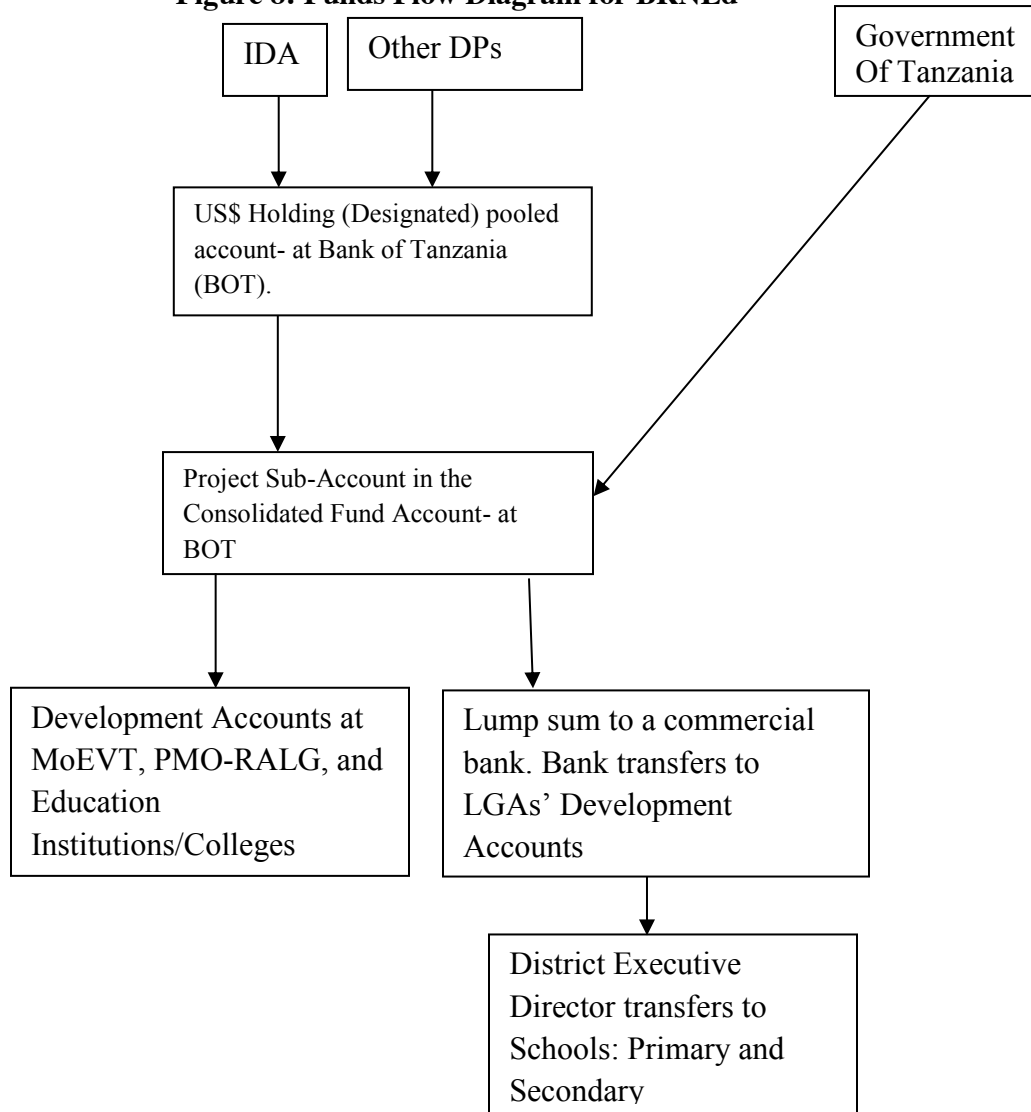 Figure 8: Funds Flow Diagram for BRNEd
IDA
Other DPs
Government
Of Tanzania
US$ Holding (Designated) pooled
account- at Bank of Tanzania
(BOT).
Project Sub-Account in the
Consolidated Fund Account- at
BOT
Development Accounts at
MoEVT, PMO-RALG, and
Education
Institutions/Colleges
Lump sum to a commercial
bank. Bank transfers to
LGAs’ Development
Accounts
District Executive
Director transfers to
Schools: Primary and
Secondary